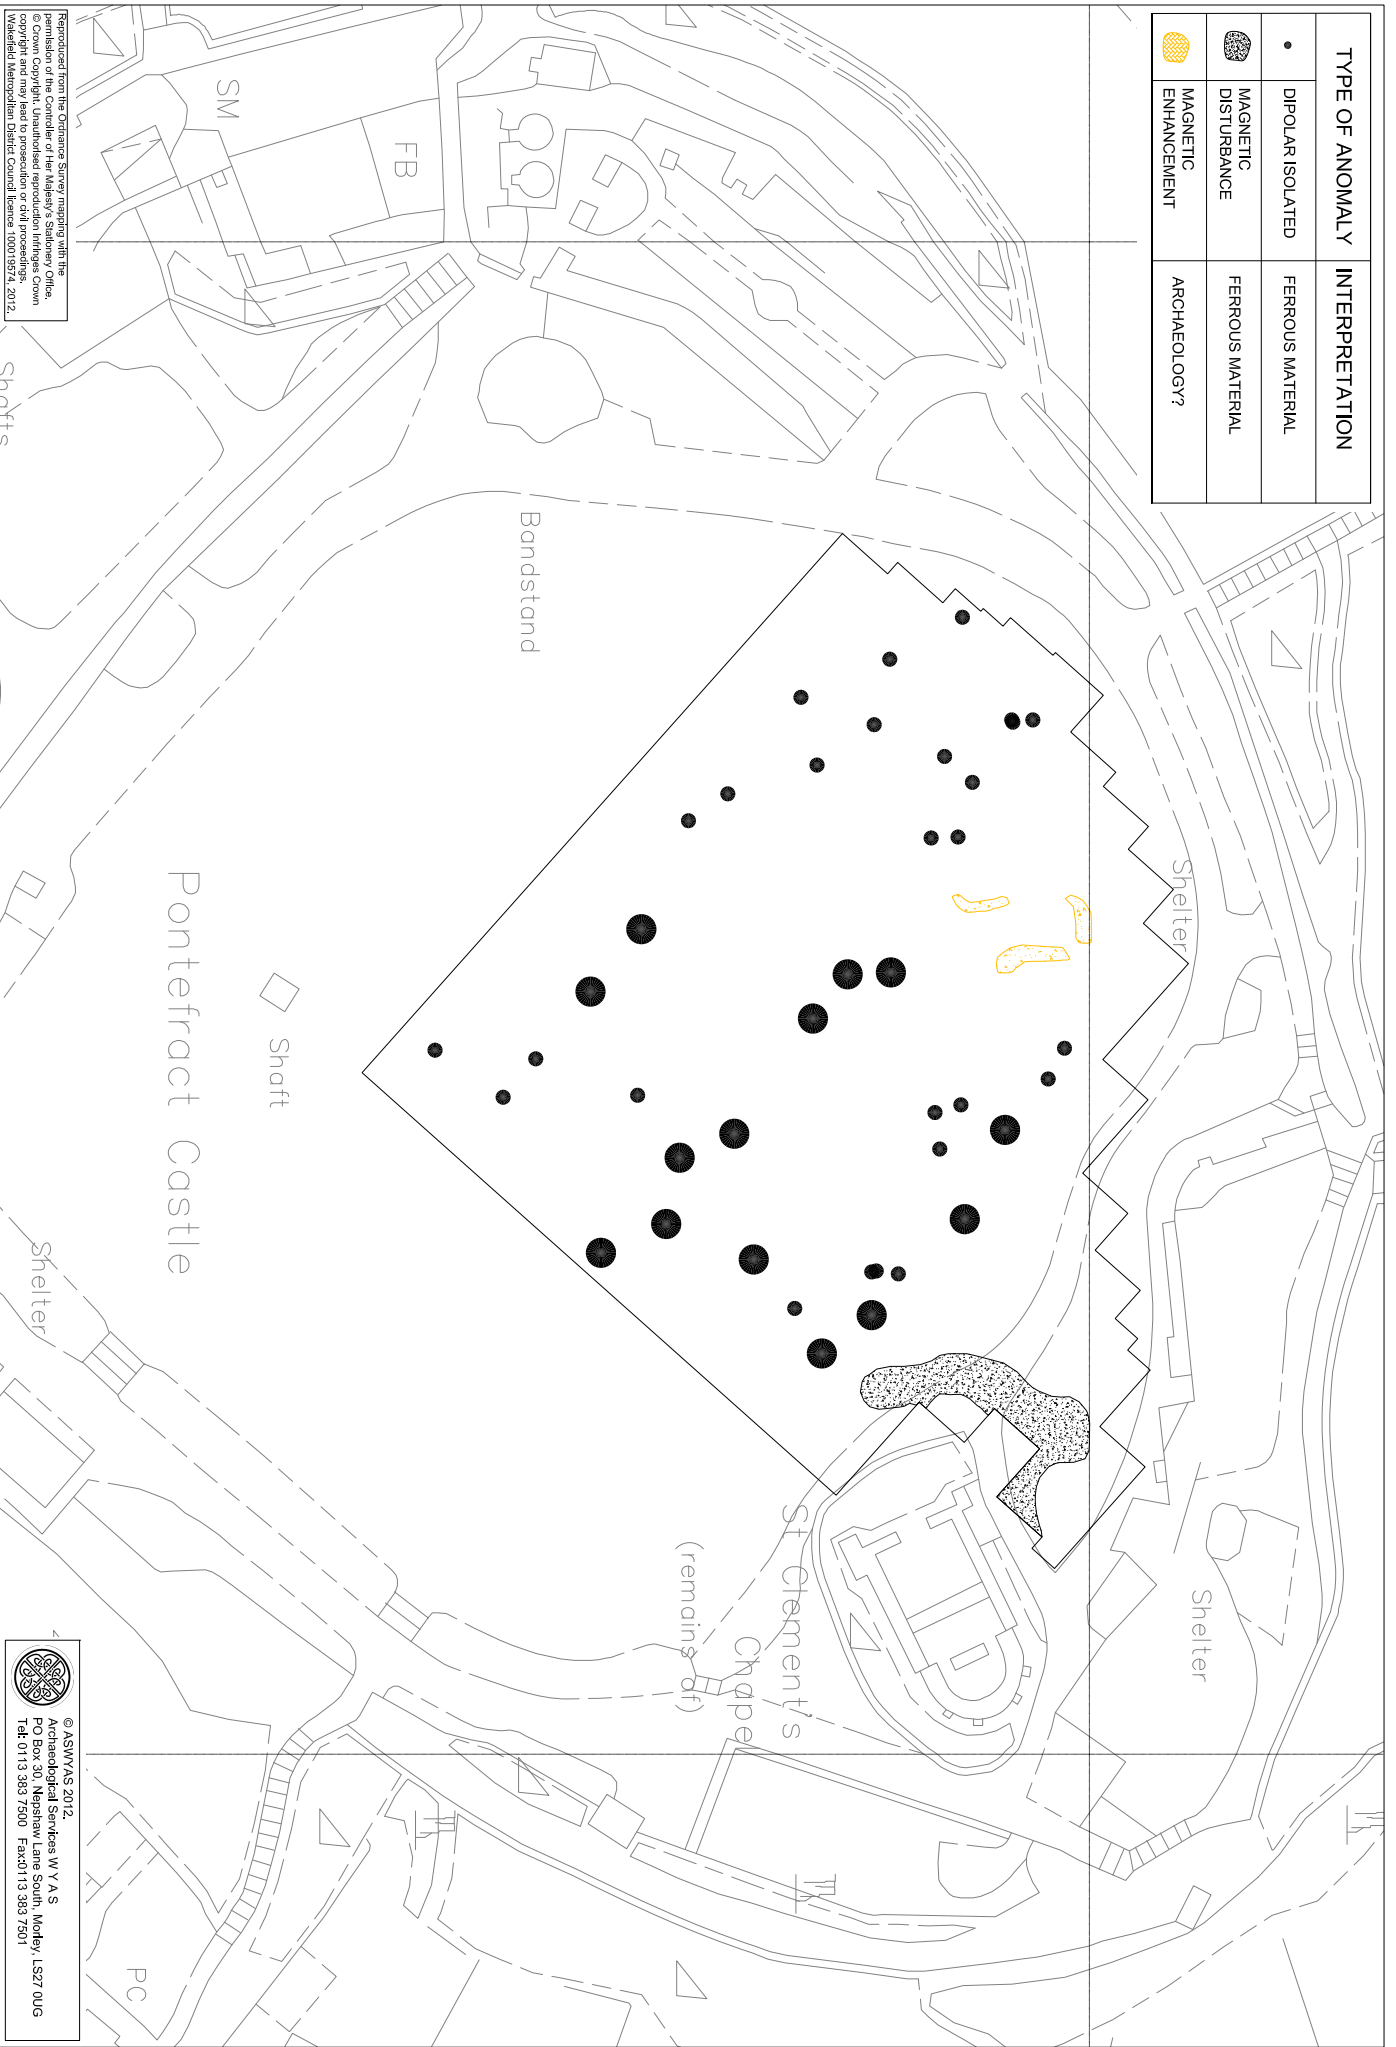 TYPE OF ANOMALY INTERPRETATION
DIPOLAR ISOLATED FERROUS MATERIAL
MAGNETIC
DISTURBANCE
FERROUS MATERIAL
MAGNETIC
ENHANCEMENT
ARCHAEOLOGY?
Shelter
Shelter
St Clement's
Chapel
(remains of)
Bandstand
FB
SM
Shaft
Pontefract Castle
Shelter
Shafts
PC
Reproduced from the Ordnance Survey mapping with the
permission of the Controller of Her Majesty's Stationery Office.
© Crown Copyright. Unauthorised reproduction infringes Crown
copyright and may lead to prosecution or civil proceedings.
Wakefield Metropolitan District Council licence 100019574, 2012.
© ASWYAS 2012.
Archaeological Services W Y A S
PO Box 30, Nepshaw Lane South, Morley, LS27 0UG
Tel: 0113 383 7500 Fax:0113 383 7501